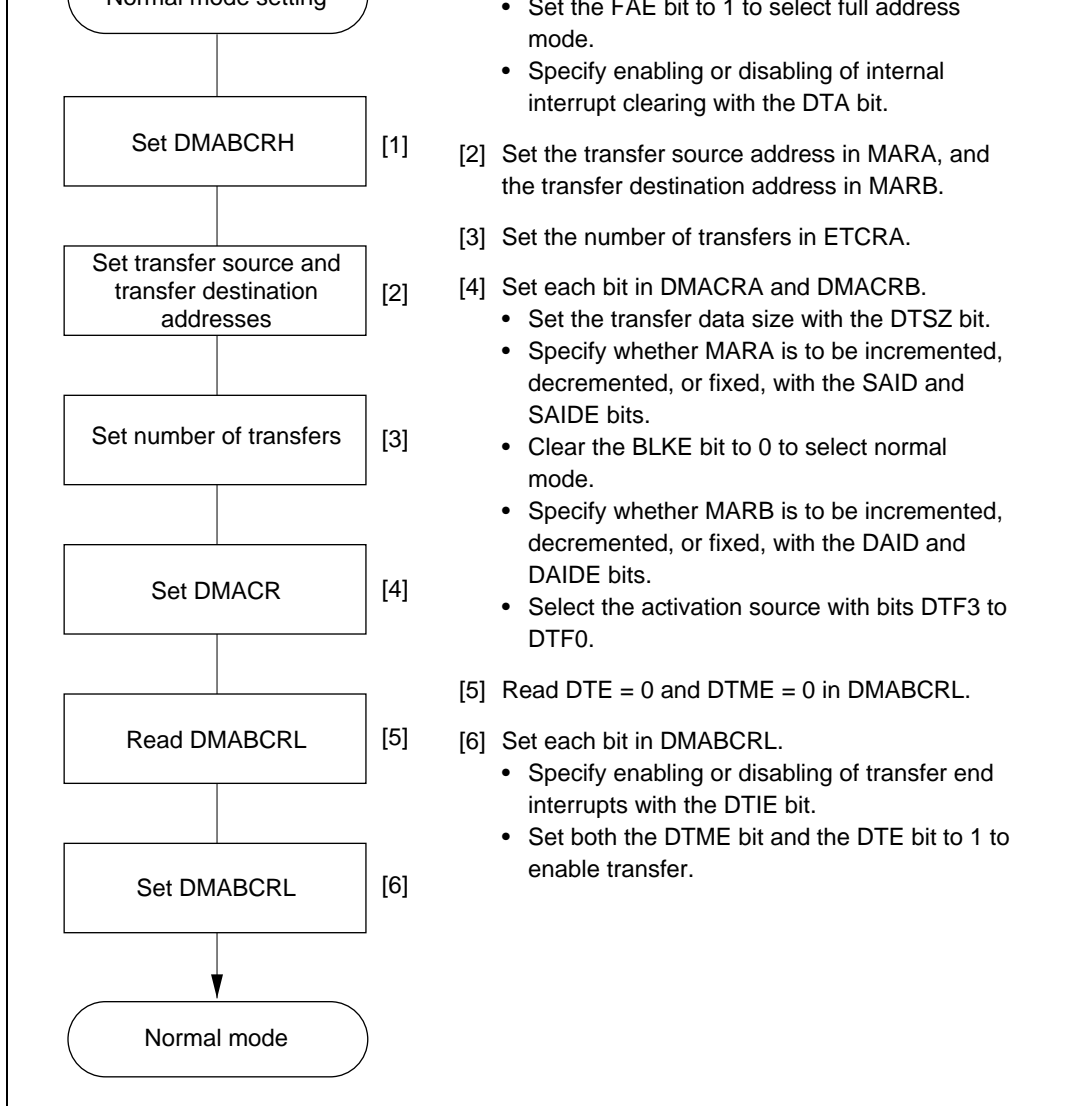 Normal mode setting
Set DMABCRH
[1]
Set transfer source and
transfer destination
addresses
[2]
Set number of transfers
[3]
Set DMACR
[4]
Read DMABCRL
[5]
Set DMABCRL
[6]
Normal mode
• Set the FAE bit to 1 to select full address
mode.
• Specify enabling or disabling of internal
interrupt clearing with the DTA bit.
[2] Set the transfer source address in MARA, and
the transfer destination address in MARB.
[3] Set the number of transfers in ETCRA.
[4] Set each bit in DMACRA and DMACRB.
• Set the transfer data size with the DTSZ bit.
• Specify whether MARA is to be incremented,
decremented, or fixed, with the SAID and
SAIDE bits.
• Clear the BLKE bit to 0 to select normal
mode.
• Specify whether MARB is to be incremented,
decremented, or fixed, with the DAID and
DAIDE bits.
• Select the activation source with bits DTF3 to
DTF0.
[5] Read DTE = 0 and DTME = 0 in DMABCRL.
[6] Set each bit in DMABCRL.
• Specify enabling or disabling of transfer end
interrupts with the DTIE bit.
• Set both the DTME bit and the DTE bit to 1 to
enable transfer.